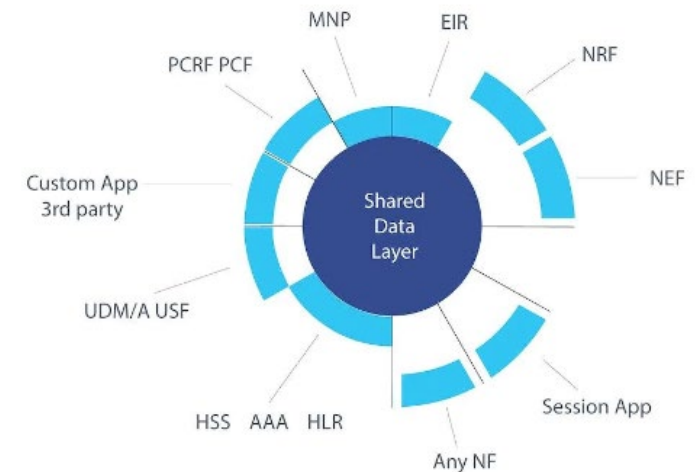 MNP
EIR
NRF
PCRF PCF
NEF
Custom App
3rd party
Shared
Data
Layer
UDM/A USF
HSS AAA HLR
Session App
Any NF